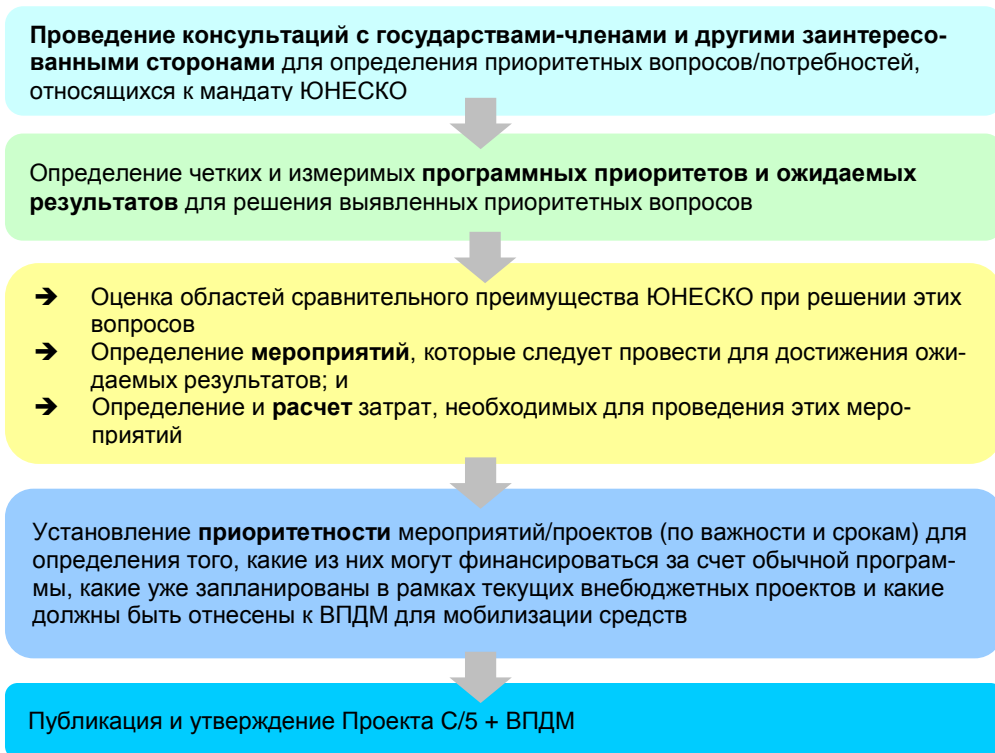 Проведение консультаций с государствами-членами и другими заинтересо-
ванными сторонами для определения приоритетных вопросов/потребностей,
относящихся к мандату ЮНЕСКО
Определение четких и измеримых программных приоритетов и ожидаемых
результатов для решения выявленных приоритетных вопросов
➔ Оценка областей сравнительного преимущества ЮНЕСКО при решении этих
вопросов
➔ Определение мероприятий, которые следует провести для достижения ожи-
даемых результатов; и
➔ Определение и расчет затрат, необходимых для проведения этих меро-
приятий
Установление приоритетности мероприятий/проектов (по важности и срокам) для
определения того, какие из них могут финансироваться за счет обычной програм-
мы, какие уже запланированы в рамках текущих внебюджетных проектов и какие
должны быть отнесены к ВПДМ для мобилизации средств
Публикация и утверждение Проекта С/5 + ВПДМ